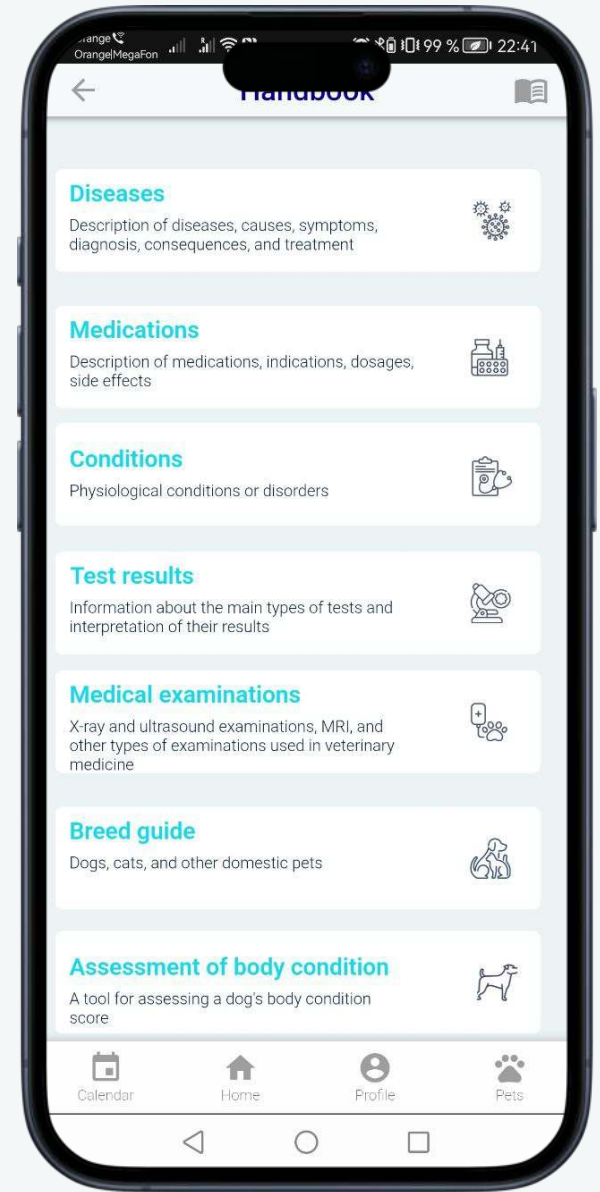 Orange|MegaFon
99 % 22:41
Handbook
Diseases
Description of diseases, causes, symptoms,
diagnosis, consequences, and treatment
Medications
Description of medications, indications, dosages,
side effects
Conditions
Physiological conditions or disorders
Test results
Information about the main types of tests and
interpretation of their results
Medical examinations
X-ray and ultrasound examinations, MRI, and
other types of examinations used in veterinary
medicine
Breed guide
Dogs, cats, and other domestic pets
Assessment of body condition
A tool for assessing a dog's body condition
score
Calendar Home Profile Pets